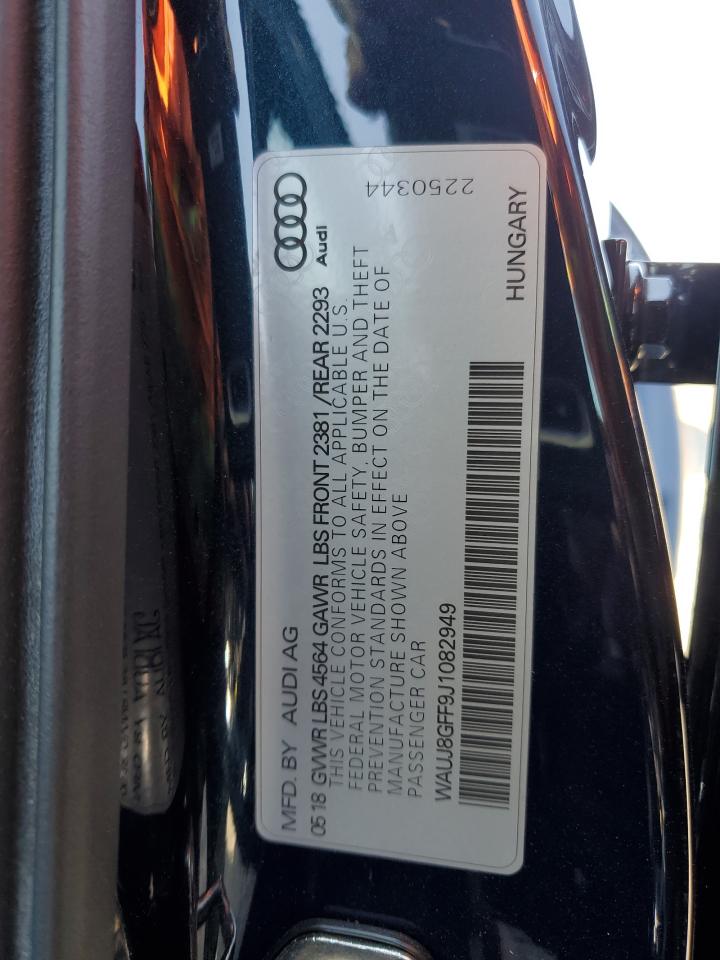 MFD. BY AUDI AG
05 18 GVWR LBS 4564 GAWR LBS FRONT 2381 /REAR 2293
Audi
THIS VEHICLE CONFORMS TO ALL APPLICABLE U.S.
FEDERAL MOTOR VEHICLE SAFETY, BUMPER AND THEFT
PREVENTION STANDARDS IN EFFECT ON THE DATE OF
MANUFACTURE SHOWN ABOVE
PASSENGER CAR
2250344
WAUJ8GFF9J1082949
HUNGARY